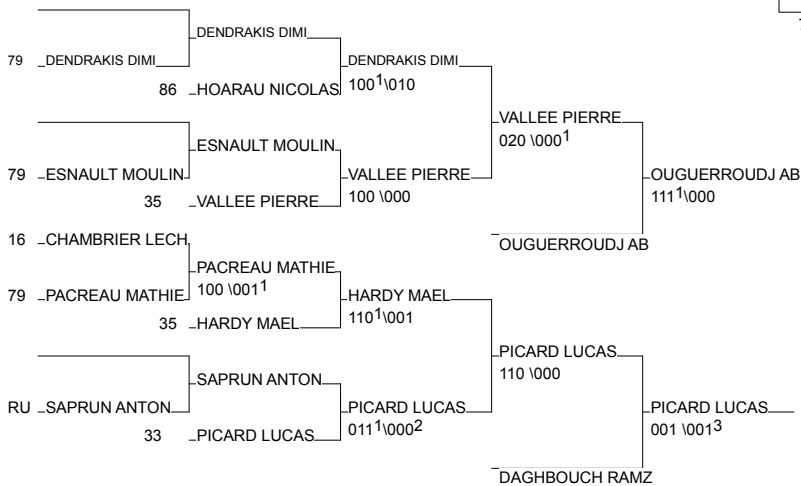 DENDRAKIS DIMI
79 DENDRAKIS DIMI
DENDRAKIS DIMI
86 HOARAU NICOLAS
100¹\010
VALLEE PIERRE
020 \000¹
ESNAULT MOULIN
79 ESNAULT MOULIN
VALLEE PIERRE
OUGUERROUDJ AB
100 \000
111¹\000
35 VALLEE PIERRE
16 CHAMBRIER LECH
OUGUERROUDJ AB
PACREAU MATHIE
100 \001¹
79 PACREAU MATHIE
HARDY MAEL
110¹\001
35 HARDY MAEL
PICARD LUCAS
110 \000
SAPRUN ANTON
RU SAPRUN ANTON
PICARD LUCAS
PICARD LUCAS
011¹\000²
001 \001³
33 PICARD LUCAS
DAGHBOUCH RAMZ